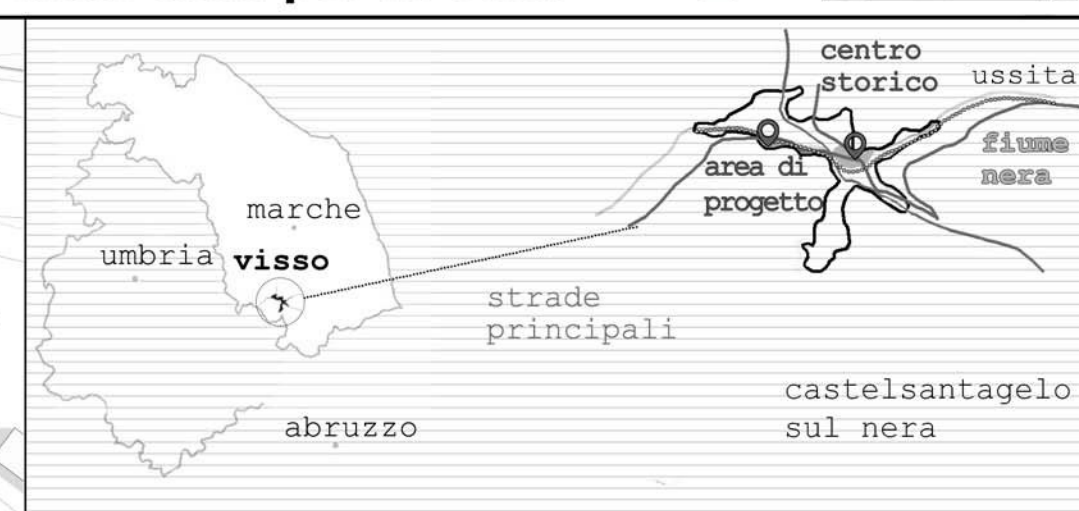 marche
umbria
visso
abruzzo
strade
principali
centro
storico
ussita
fiume
nera
area di
progetto
castelsantagelo
sul nera